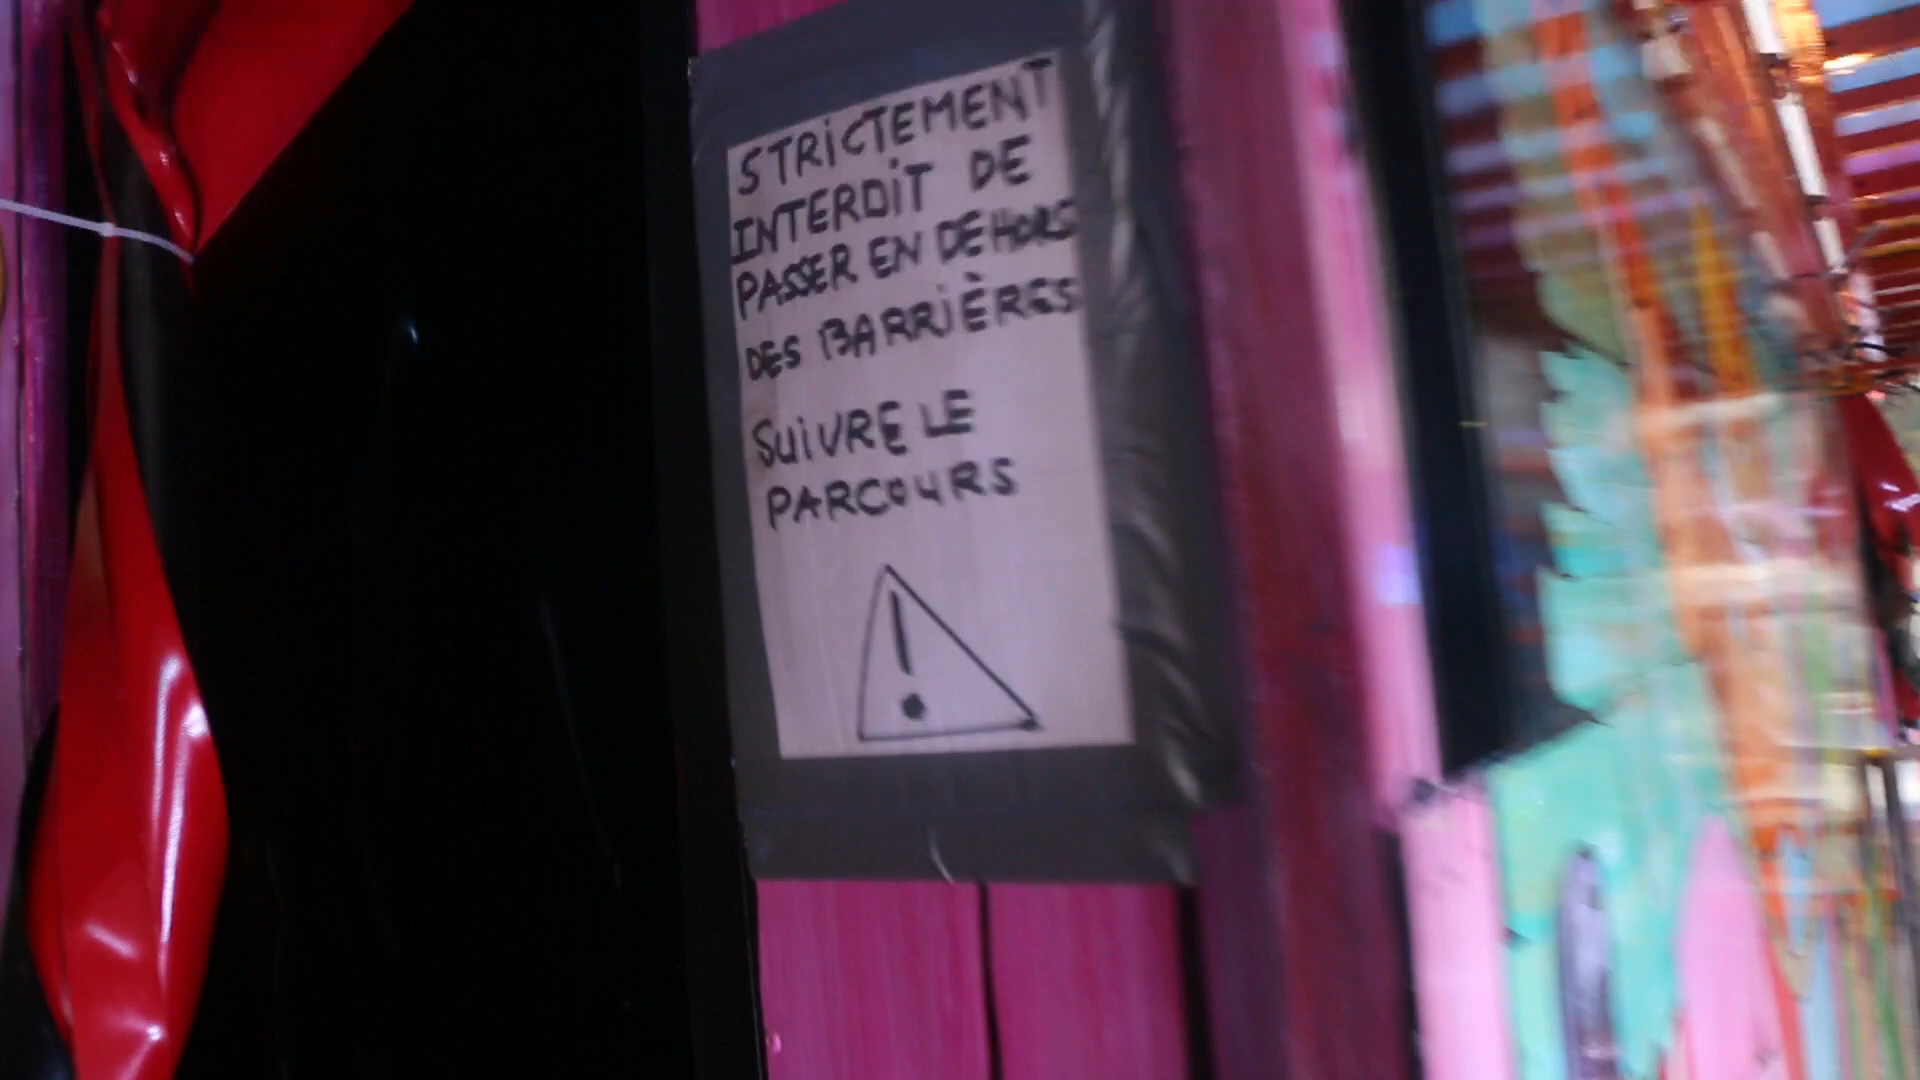 STRICTEMENT
INTERDIT DE
PASSER EN DEHORS
DES BARRIÈRES
SUIVRE LE
PARCOURS
!